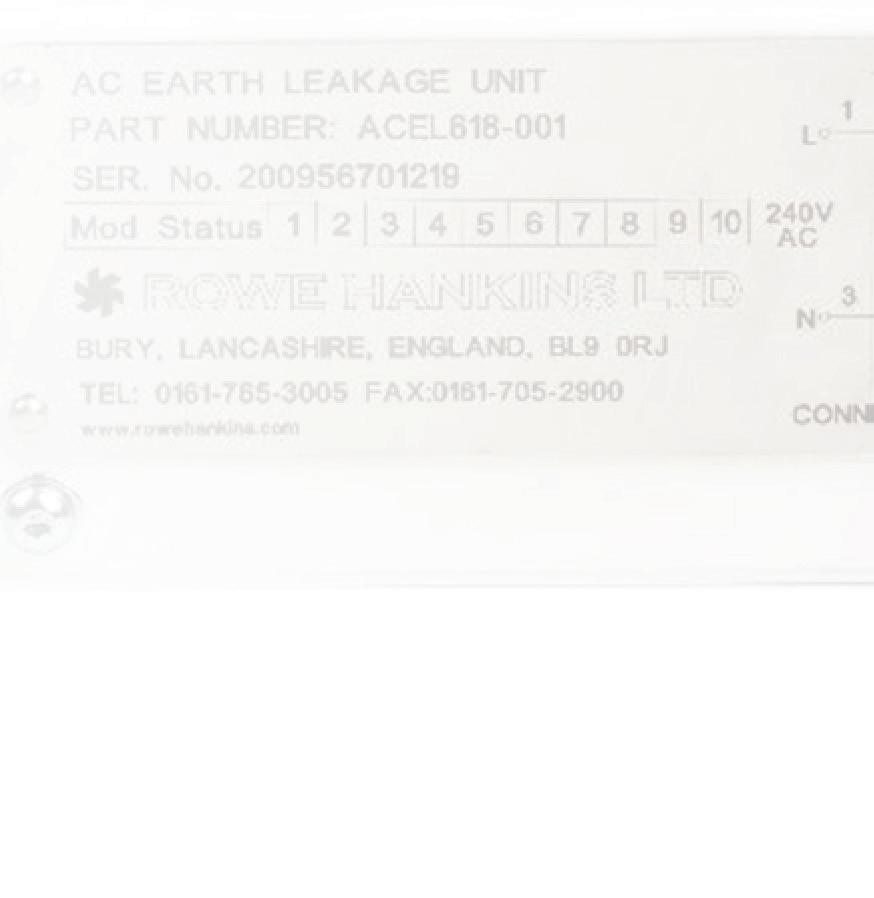 AC EARTH LEAKAGE UNIT
PART NUMBER: ACEL618-001
SER. No. 200956701219
Mod Status 1 2 3 4 5 6 7 8 9 10
ROWE HANKINS LTD
BURY, LANCASHIRE, ENGLAND, BL9 0RJ
TEL: 0161-765-3005 FAX:0161-705-2900
www.rowehankins.com
1
L
240V
AC
3
N